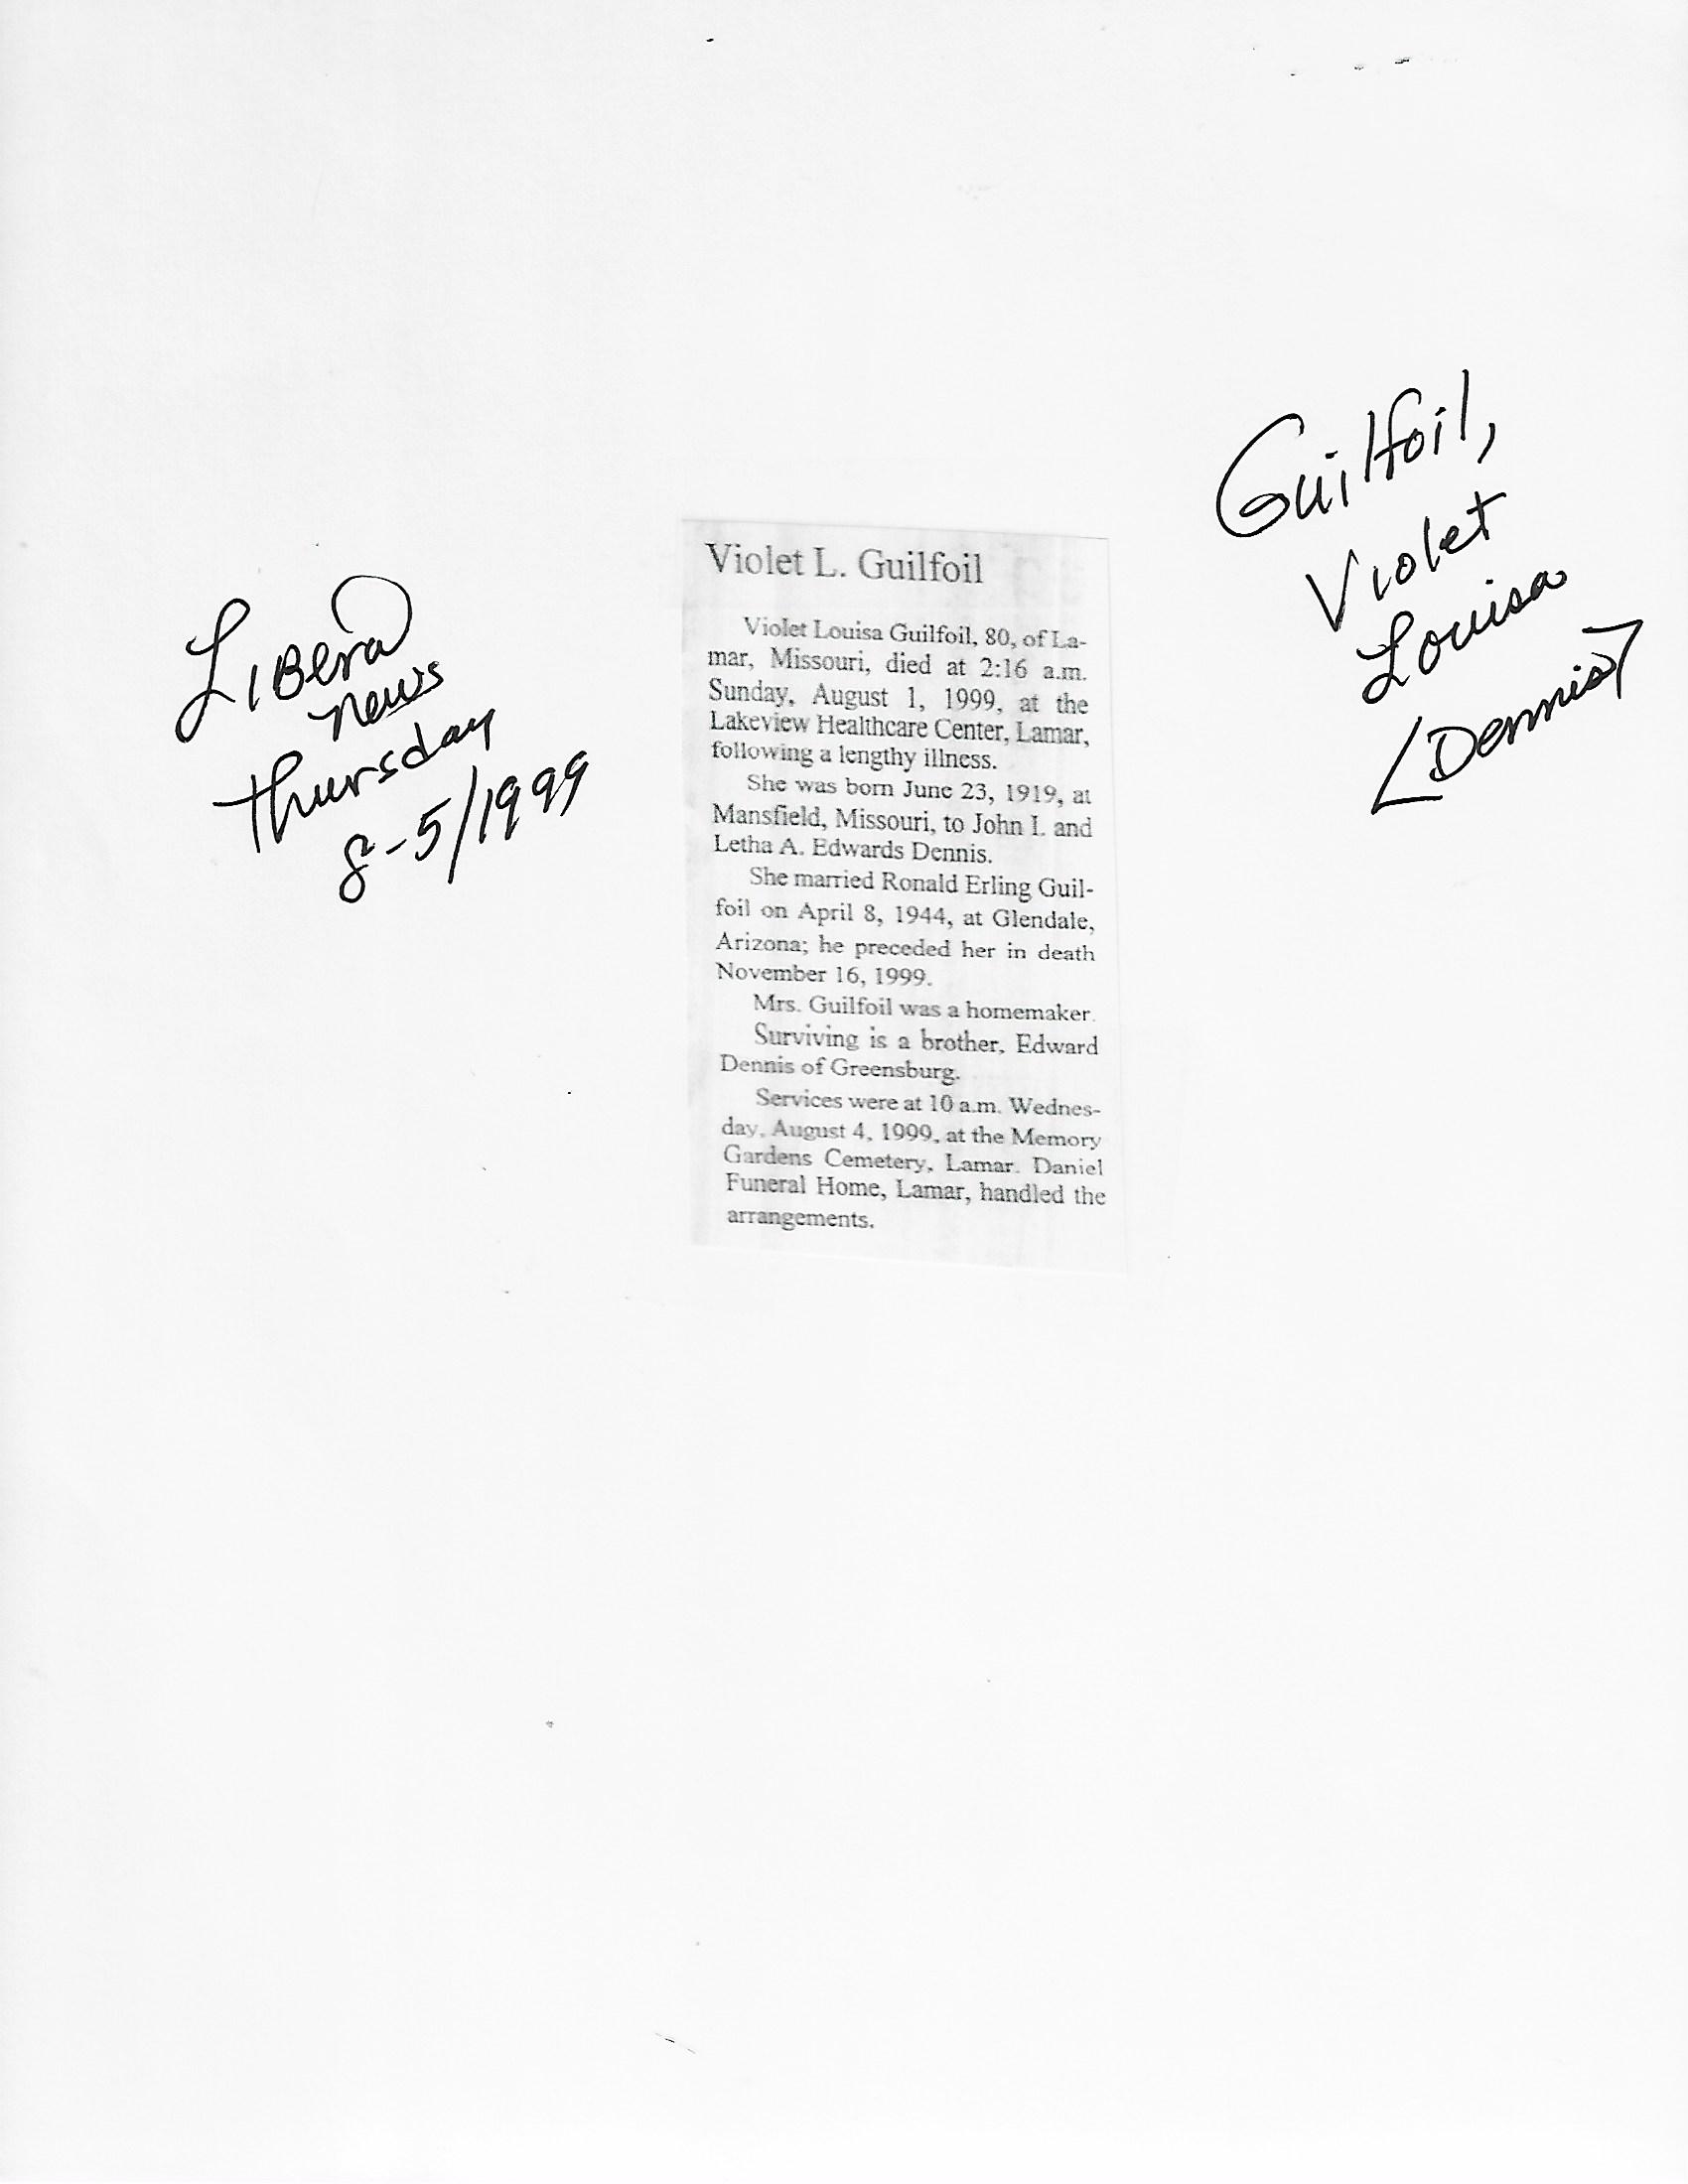 Guilfoil,
Violet
Louisa
[Dennis]
Liberal
news
Thursday
8-5/1999
Violet L. Guilfoil
Violet Louisa Guilfoil, 80, of La-
mar, Missouri, died at 2:16 a.m.
Sunday, August 1, 1999, at the
Lakeview Healthcare Center, Lamar,
following a lengthy illness.
She was born June 23, 1919, at
Mansfield, Missouri, to John I. and
Letha A. Edwards Dennis.
She married Ronald Erling Guil-
foil on April 8, 1944, at Glendale,
Arizona; he preceded her in death
November 16, 1999.
Mrs. Guilfoil was a homemaker.
Surviving is a brother, Edward
Dennis of Greensburg.
Services were at 10 a.m. Wednes-
day, August 4, 1999, at the Memory
Gardens Cemetery, Lamar. Daniel
Funeral Home, Lamar, handled the
arrangements.